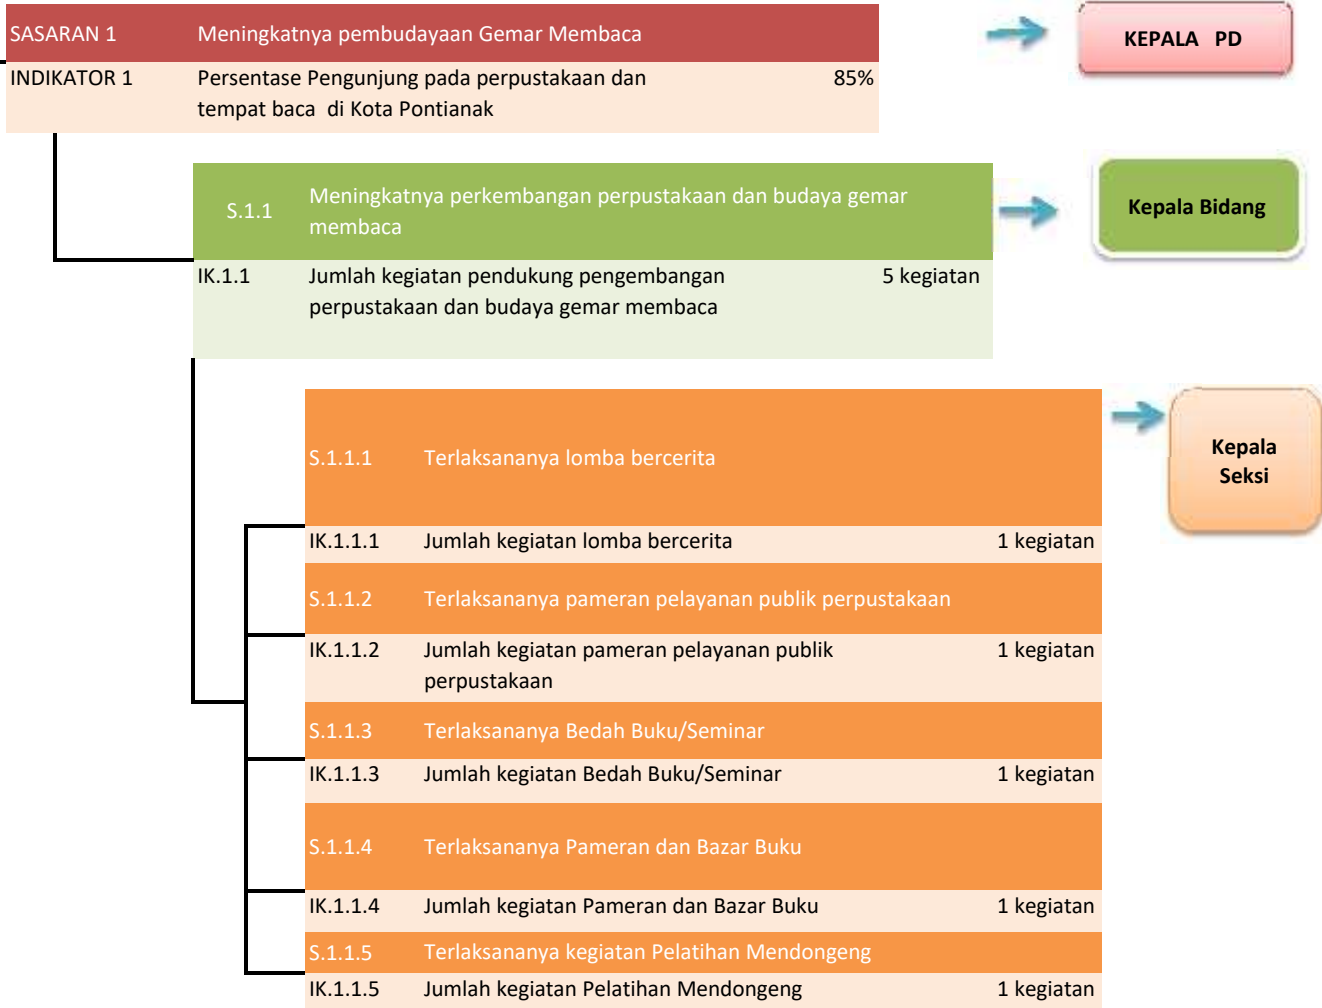 SASARAN 1 Meningkatnya pembudayaan Gemar Membaca
KEPALA PD
INDIKATOR 1 Persentase Pengunjung pada perpustakaan dan 85%
tempat baca di Kota Pontianak
S.1.1 Meningkatnya perkembangan perpustakaan dan budaya gemar
membaca
Kepala Bidang
IK.1.1 Jumlah kegiatan pendukung pengembangan 5 kegiatan
perpustakaan dan budaya gemar membaca
S.1.1.1 Terlaksananya lomba bercerita
Kepala
Seksi
IK.1.1.1 Jumlah kegiatan lomba bercerita 1 kegiatan
S.1.1.2 Terlaksananya pameran pelayanan publik perpustakaan
IK.1.1.2 Jumlah kegiatan pameran pelayanan publik 1 kegiatan
perpustakaan
S.1.1.3 Terlaksananya Bedah Buku/Seminar
IK.1.1.3 Jumlah kegiatan Bedah Buku/Seminar 1 kegiatan
S.1.1.4 Terlaksananya Pameran dan Bazar Buku
IK.1.1.4 Jumlah kegiatan Pameran dan Bazar Buku 1 kegiatan
S.1.1.5 Terlaksananya kegiatan Pelatihan Mendongeng
IK.1.1.5 Jumlah kegiatan Pelatihan Mendongeng 1 kegiatan